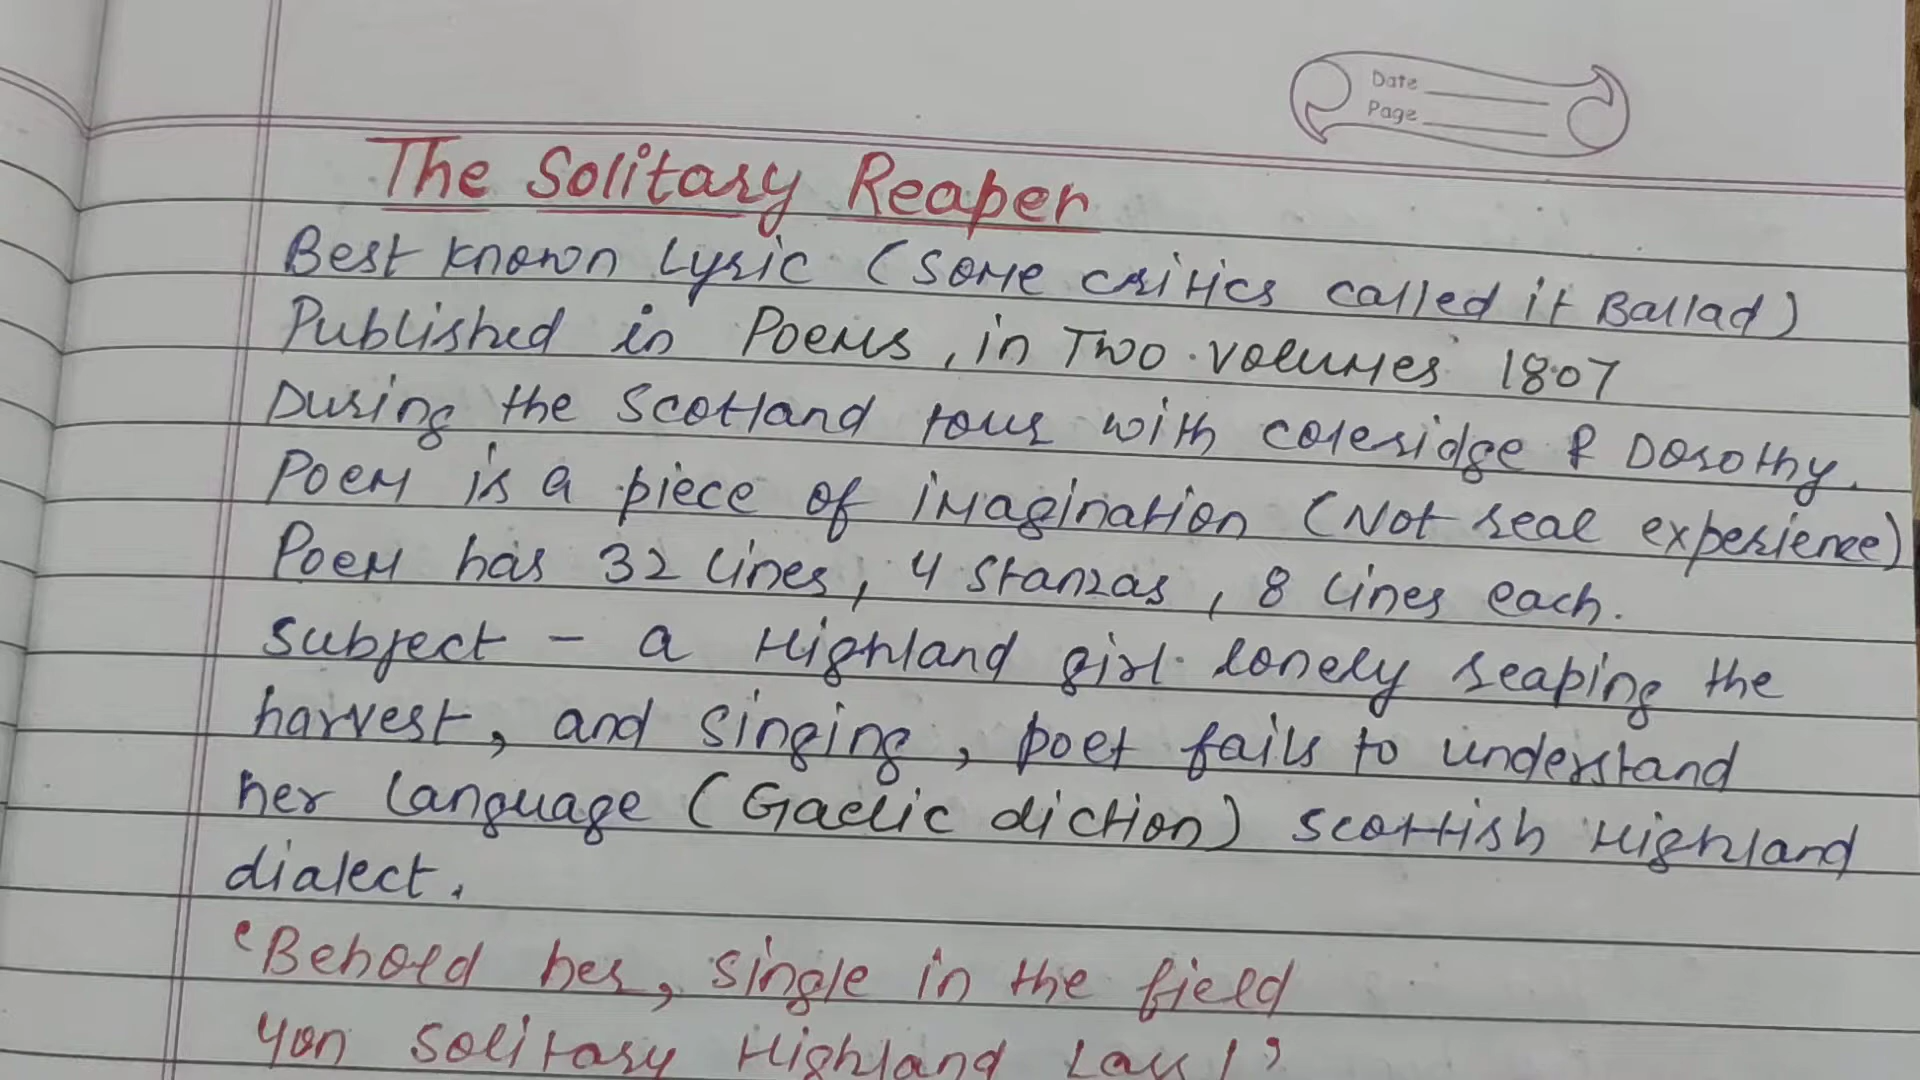 Date
Page
The Solitary Reaper
Best known Lyric (Some critics called it Ballad)
Published in Poems, in Two volumes 1807
During the Scotland tour with coleridge & Dorothy.
Poem is a piece of imagination (Not real experience)
Poem has 32 lines, 4 stanzas, 8 lines each.
Subject - a Highland girl lonely reaping the
harvest, and singing, poet fails to understand
her language (Gaelic diction) Scottish Highland
dialect.
'Behold her, single in the field
Yon Solitary Highland Lass!'